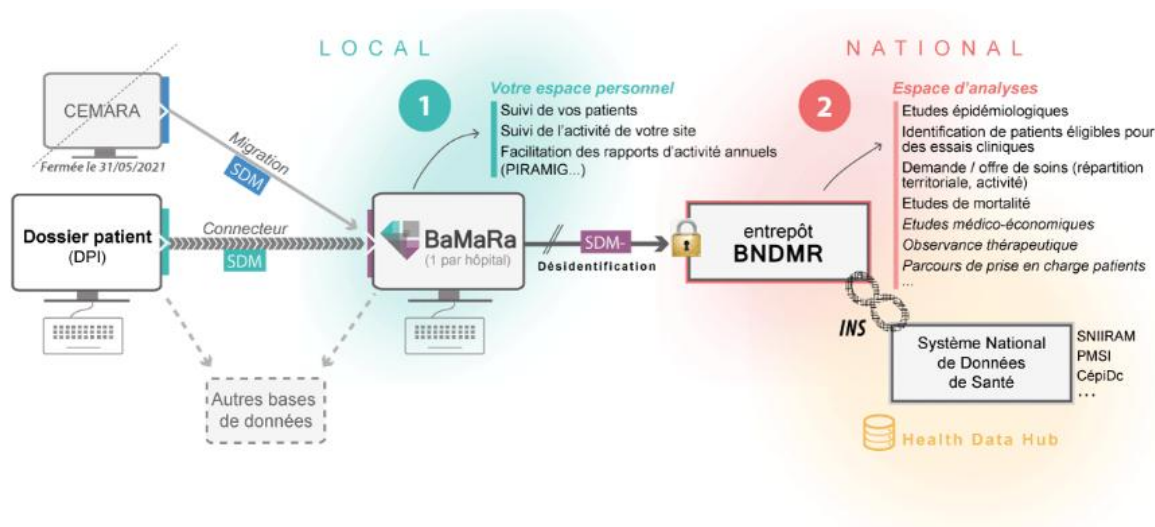 LOCAL
NATIONAL
CEMARA
Fermée le 31/05/2021
Migration
SDM
1
Votre espace personnel
Suivi de vos patients
Suivi de l'activité de votre site
Facilitation des rapports d'activité annuels
(PIRAMIG...)
2
Espace d'analyses
Etudes épidémiologiques
Identification de patients éligibles pour
des essais cliniques
Demande / offre de soins (répartition
territoriale, activité)
Etudes de mortalité
Etudes médico-économiques
Observance thérapeutique
Parcours de prise en charge patients
...
Dossier patient
(DPI)
Connecteur
SDM
BaMaRa
(1 par hôpital)
SDM-
Désidentification
entrepôt
BNDMR
INS
Autres bases
de données
Système National
de Données
de Santé
SNIIRAM
PMSI
CépiDc
...
Health Data Hub